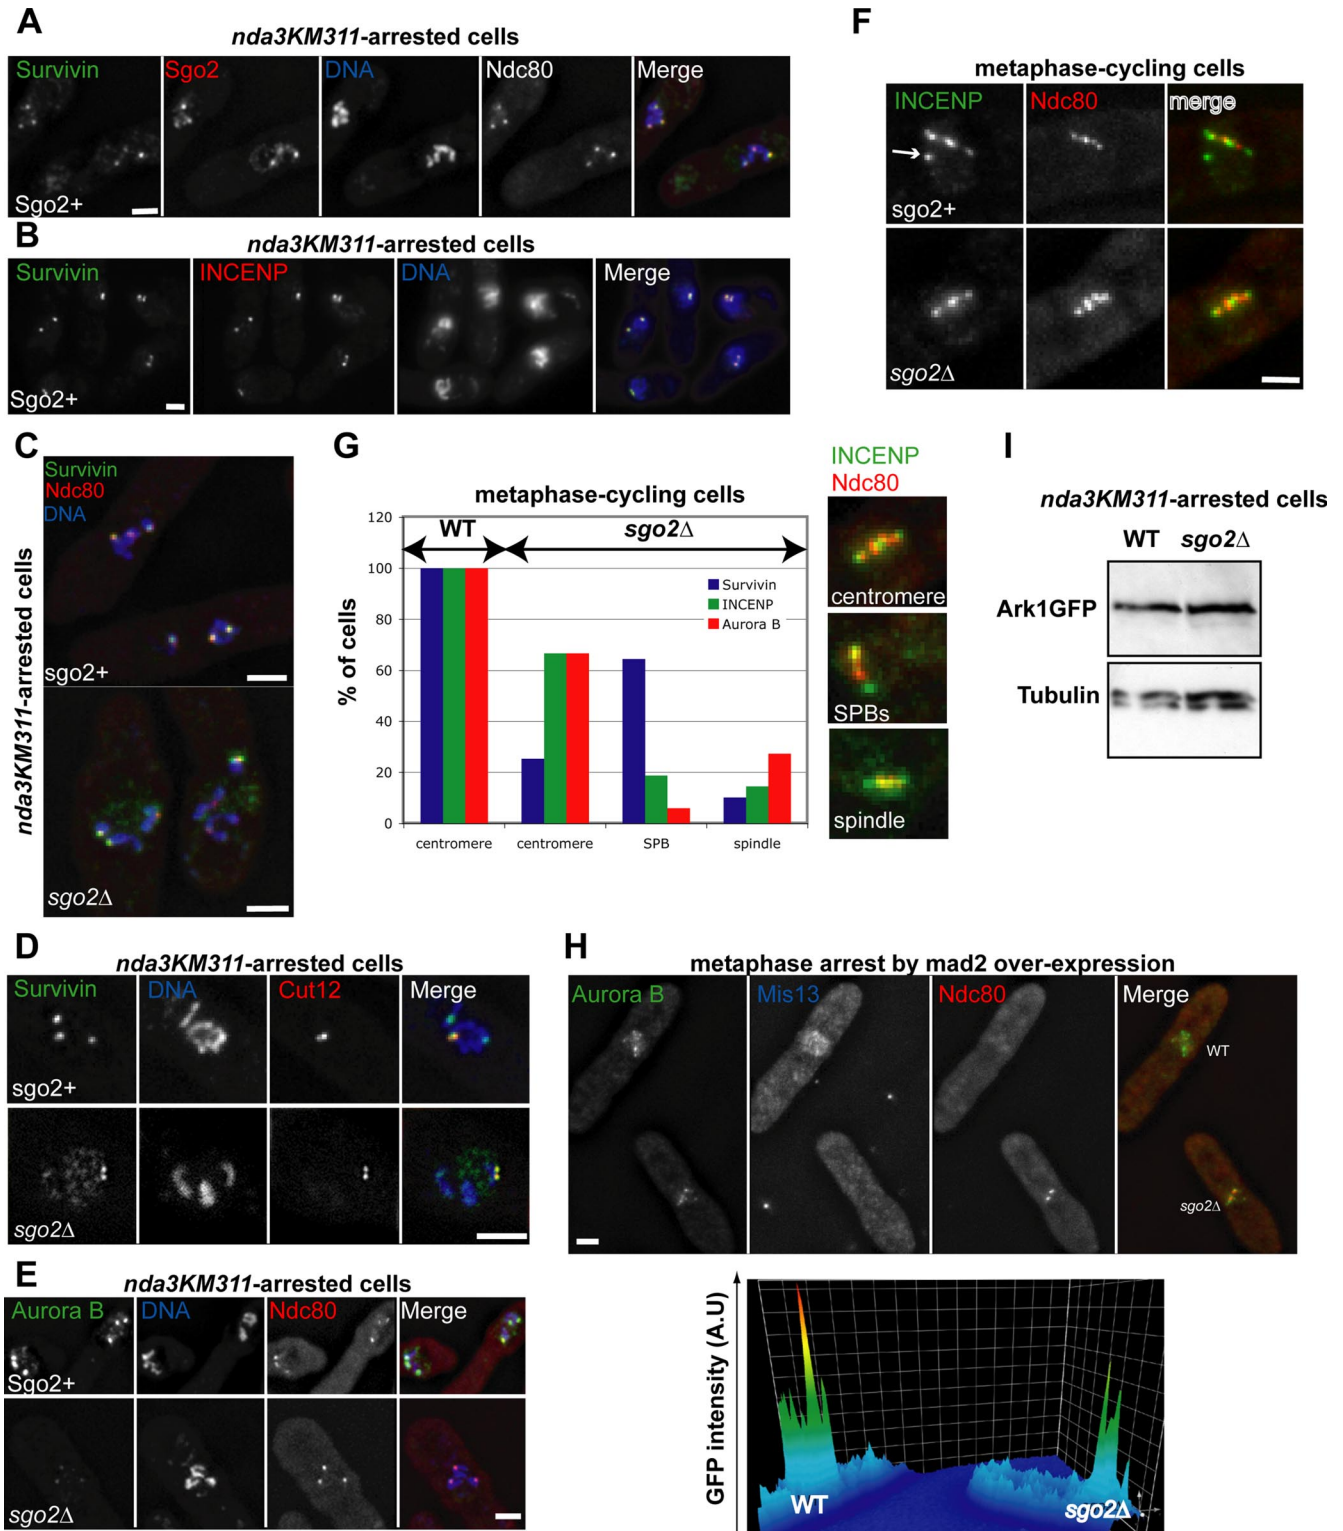 A
nda3KM311-arrested cells
Survivin Sgo2 DNA Ndc80 Merge
Sgo2+
B
nda3KM311-arrested cells
Survivin INCENP DNA Merge
Sgo2+
C
Survivin
Ndc80
DNA
nda3KM311-arrested cells
sgo2+
sgo2Δ
D
nda3KM311-arrested cells
Survivin DNA Cut12 Merge
sgo2+
sgo2Δ
E
nda3KM311-arrested cells
Aurora B DNA Ndc80 Merge
Sgo2+
sgo2Δ
F
metaphase-cycling cells
INCENP Ndc80 merge
sgo2+
sgo2Δ
G
metaphase-cycling cells
WT sgo2Δ
% of cells
120
100
80
60
40
20
0
Survivin
INCENP
Aurora B
centromere centromere SPB spindle
INCENP
Ndc80
centromere
SPBs
spindle
H
metaphase arrest by mad2 over-expression
Aurora B Mis13 Ndc80 Merge
WT
sgo2Δ
GFP intensity (A.U)
WT sgo2Δ
I
nda3KM311-arrested cells
WT sgo2Δ
Ark1GFP
Tubulin